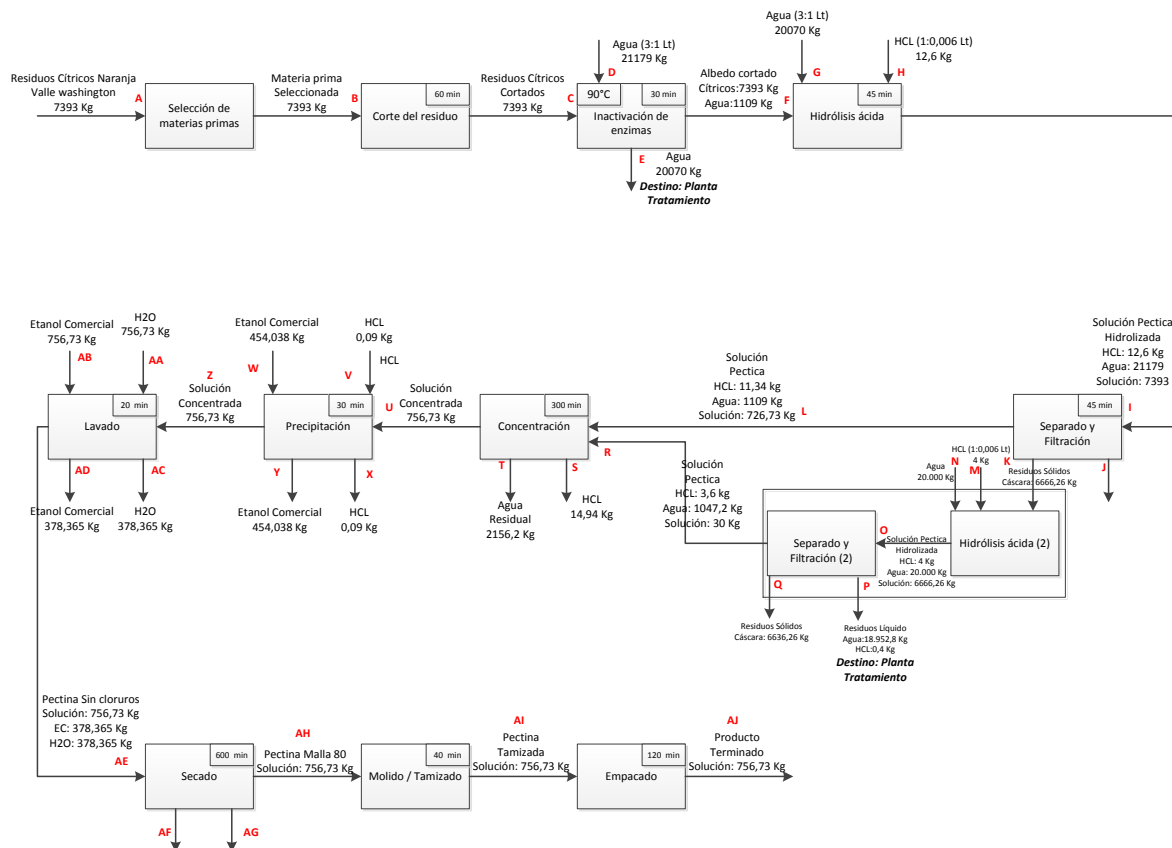 Residuos Cítricos Naranja
Valle washington
7393 Kg
A
Selección de
materias primas
Materia prima
Seleccionada
7393 Kg
B
60 min
Corte del residuo
Residuos Cítricos
Cortados
7393 Kg
C
Agua (3:1 Lt)
21179 Kg
D
90°C
30 min
Inactivación de
enzimas
E
Agua
20070 Kg
Destino: Planta
Tratamiento
Albedo cortado
Cítricos:7393 Kg
Agua:1109 Kg
F
Agua (3:1 Lt)
20070 Kg
G
HCL (1:0,006 Lt)
12,6 Kg
H
45 min
Hidrólisis ácida
Solución Pectica
Hidrolizada
HCL: 12,6 Kg
Agua: 21179
Solución: 7393
I
45 min
Separado y
Filtración
J
K
Residuos Sólidos
Cáscara: 6666,26 Kg
HCL (1:0,006 Lt)
4 Kg
M
N
Agua
20.000 Kg
Hidrólisis ácida (2)
O
Solución Pectica
Hidrolizada
HCL: 4 Kg
Agua: 20.000 Kg
Solución: 6666,26 Kg
Separado y
Filtración (2)
P
Residuos Líquido
Agua:18.952,8 Kg
HCL:0,4 Kg
Destino: Planta
Tratamiento
Q
Residuos Sólidos
Cáscara: 6636,26 Kg
Solución
Pectica
HCL: 11,34 kg
Agua: 1109 Kg
Solución: 726,73 Kg
L
R
Solución
Pectica
HCL: 3,6 kg
Agua: 1047,2 Kg
Solución: 30 Kg
300 min
Concentración
S
HCL
14,94 Kg
T
Agua
Residual
2156,2 Kg
U
Solución
Concentrada
756,73 Kg
HCL
0,09 Kg
HCL
V
Etanol Comercial
454,038 Kg
W
30 min
Precipitación
X
HCL
0,09 Kg
Y
Etanol Comercial
454,038 Kg
Z
Solución
Concentrada
756,73 Kg
H2O
756,73 Kg
AA
Etanol Comercial
756,73 Kg
AB
20 min
Lavado
AC
H2O
378,365 Kg
AD
Etanol Comercial
378,365 Kg
Pectina Sin cloruros
Solución: 756,73 Kg
EC: 378,365 Kg
H2O: 378,365 Kg
AE
600 min
Secado
AF
AG
AH
Pectina Malla 80
Solución: 756,73 Kg
40 min
Molido / Tamizado
AI
Pectina
Tamizada
Solución: 756,73 Kg
120 min
Empacado
AJ
Producto
Terminado
Solución: 756,73 Kg